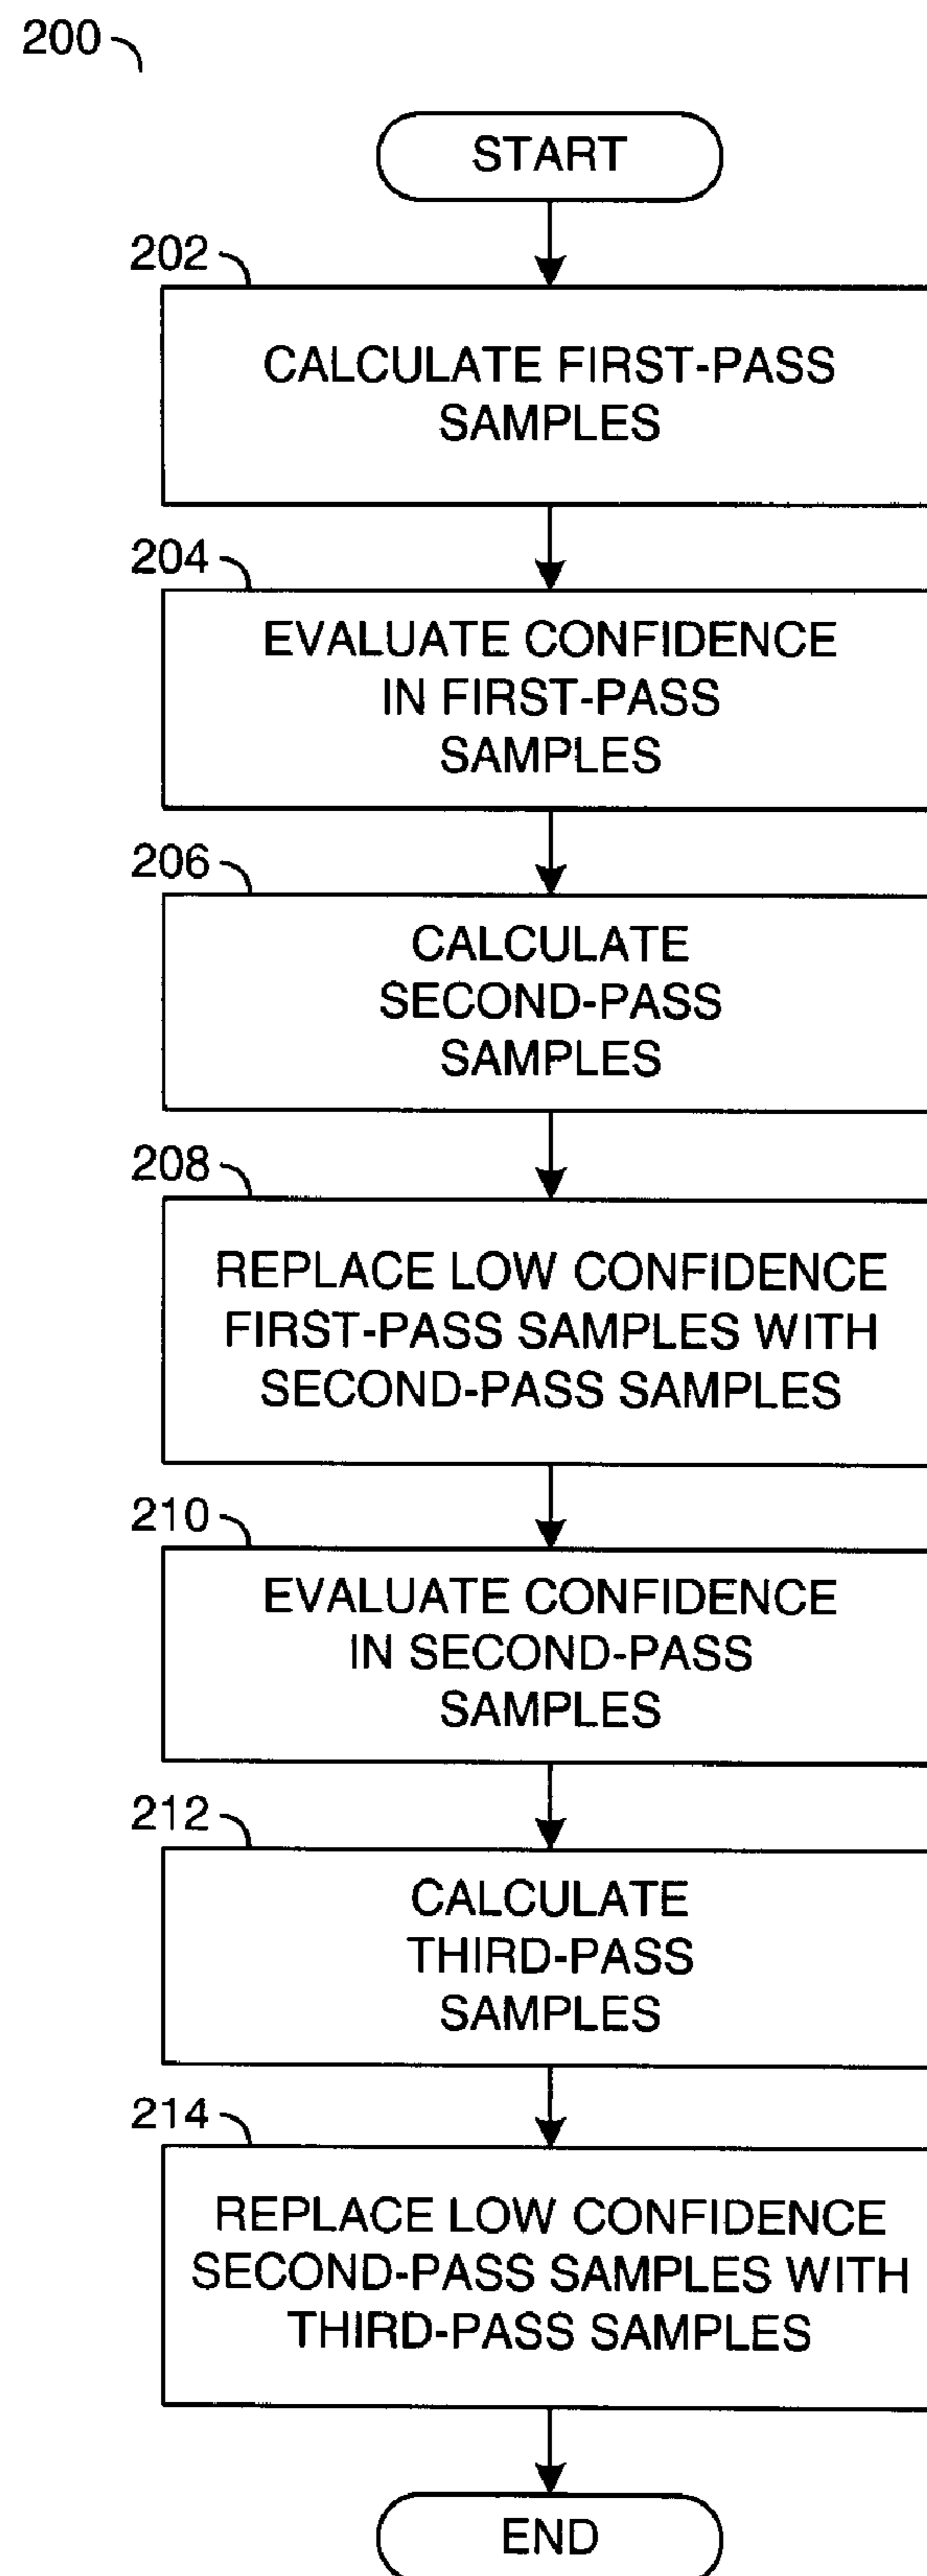 200
START
202
CALCULATE FIRST-PASS
SAMPLES
204
EVALUATE CONFIDENCE
IN FIRST-PASS
SAMPLES
206
CALCULATE
SECOND-PASS
SAMPLES
208
REPLACE LOW CONFIDENCE
FIRST-PASS SAMPLES WITH
SECOND-PASS SAMPLES
210
EVALUATE CONFIDENCE
IN SECOND-PASS
SAMPLES
212
CALCULATE
THIRD-PASS
SAMPLES
214
REPLACE LOW CONFIDENCE
SECOND-PASS SAMPLES WITH
THIRD-PASS SAMPLES
END